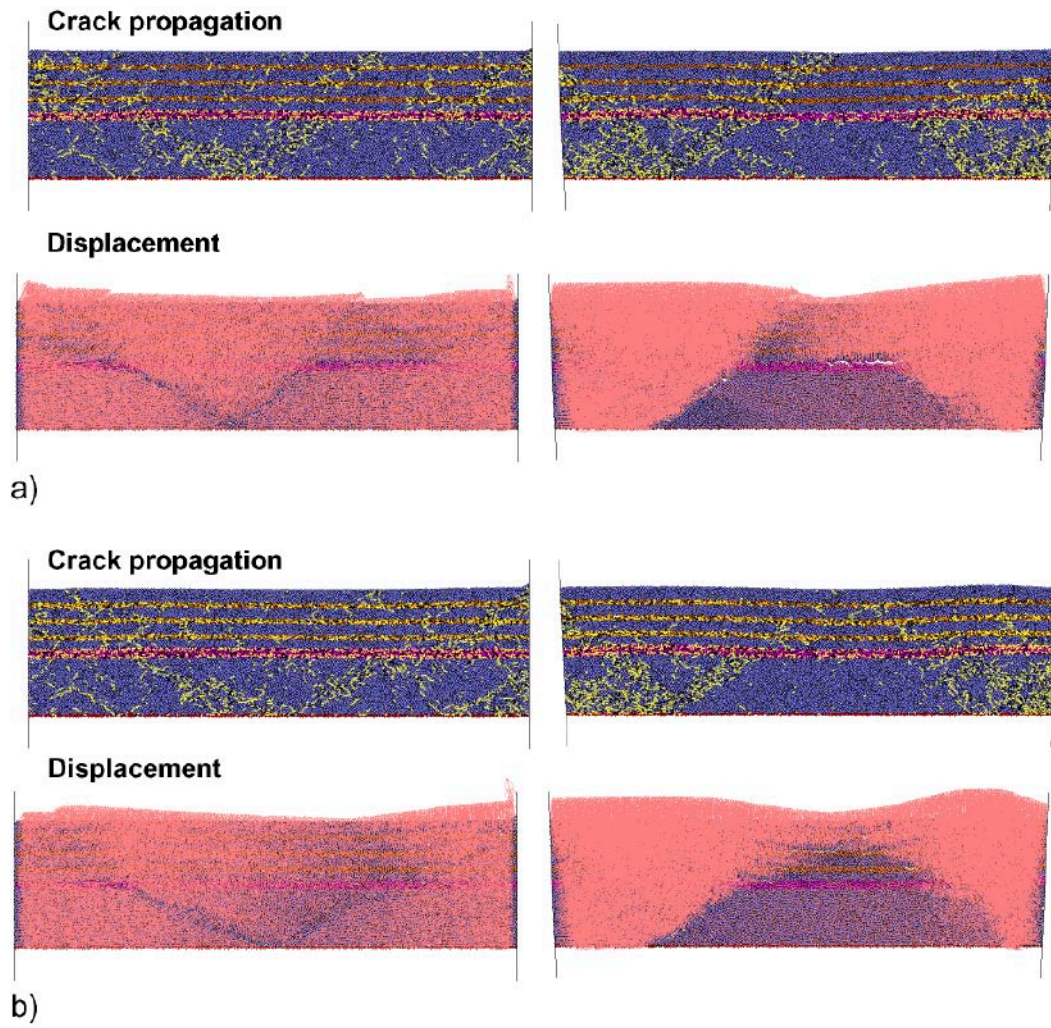 Crack propagation
Displacement
a)
Crack propagation
Displacement
b)